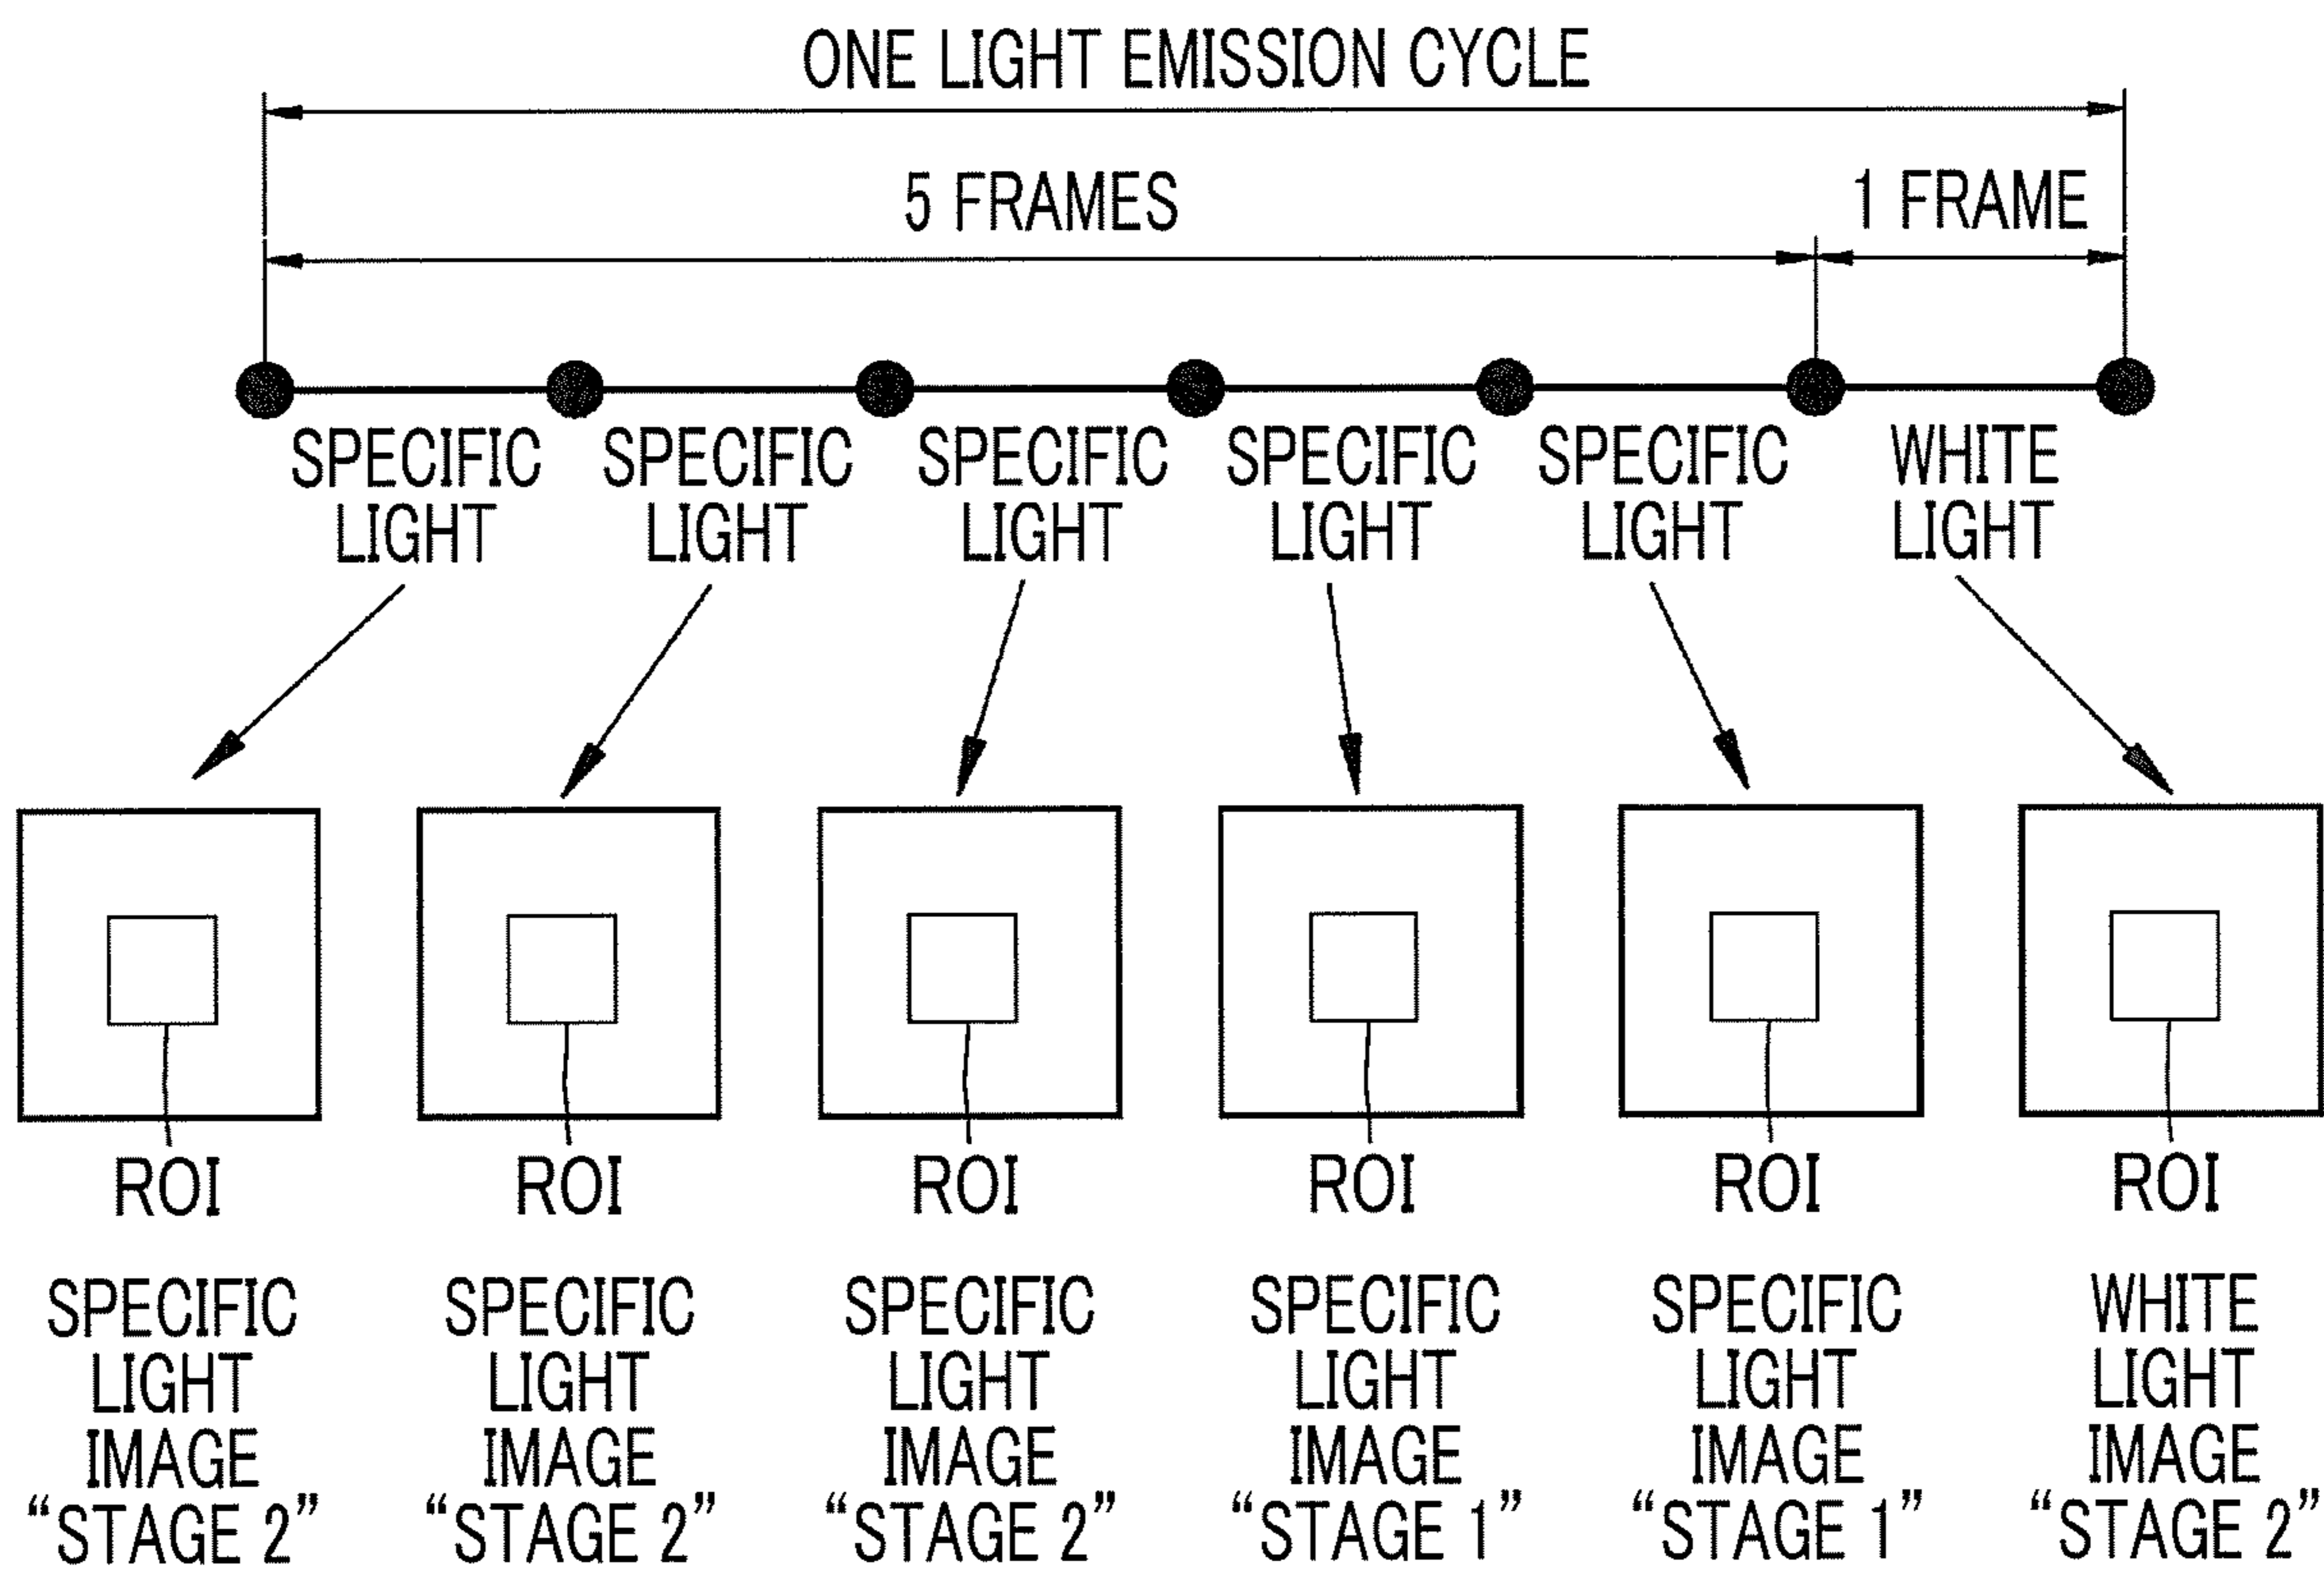 ONE LIGHT EMISSION CYCLE
5 FRAMES
1 FRAME
SPECIFIC
LIGHT
SPECIFIC
LIGHT
SPECIFIC
LIGHT
SPECIFIC
LIGHT
SPECIFIC
LIGHT
WHITE
LIGHT
ROI
ROI
ROI
ROI
ROI
ROI
SPECIFIC
LIGHT
IMAGE
“STAGE 2”
SPECIFIC
LIGHT
IMAGE
“STAGE 2”
SPECIFIC
LIGHT
IMAGE
“STAGE 2”
SPECIFIC
LIGHT
IMAGE
“STAGE 1”
SPECIFIC
LIGHT
IMAGE
“STAGE 1”
WHITE
LIGHT
IMAGE
“STAGE 2”